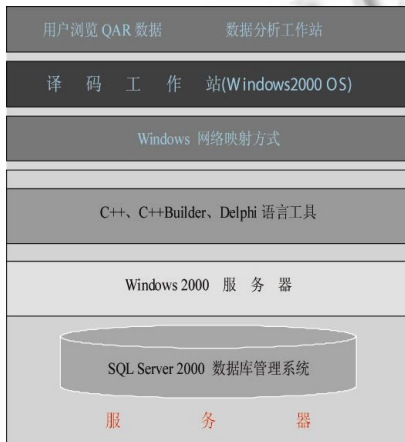 用户浏览 QAR 数据 数据分析工作站
译 码 工 作 站(Windows2000 OS)
Windows 网络映射方式
C++、C++Builder、Delphi 语言工具
Windows 2000 服 务 器
SQL Server 2000 数据库管理系统
服 务 器